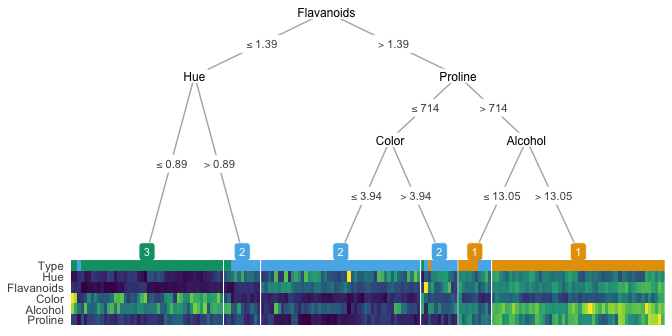 Flavanoids
≤ 1.39 > 1.39
Hue Proline
≤ 714 > 714
Color Alcohol
≤ 0.89 > 0.89
≤ 3.94 > 3.94 ≤ 13.05 > 13.05
3 2 2 2 1 1
Type
Hue
Flavanoids
Color
Alcohol
Proline